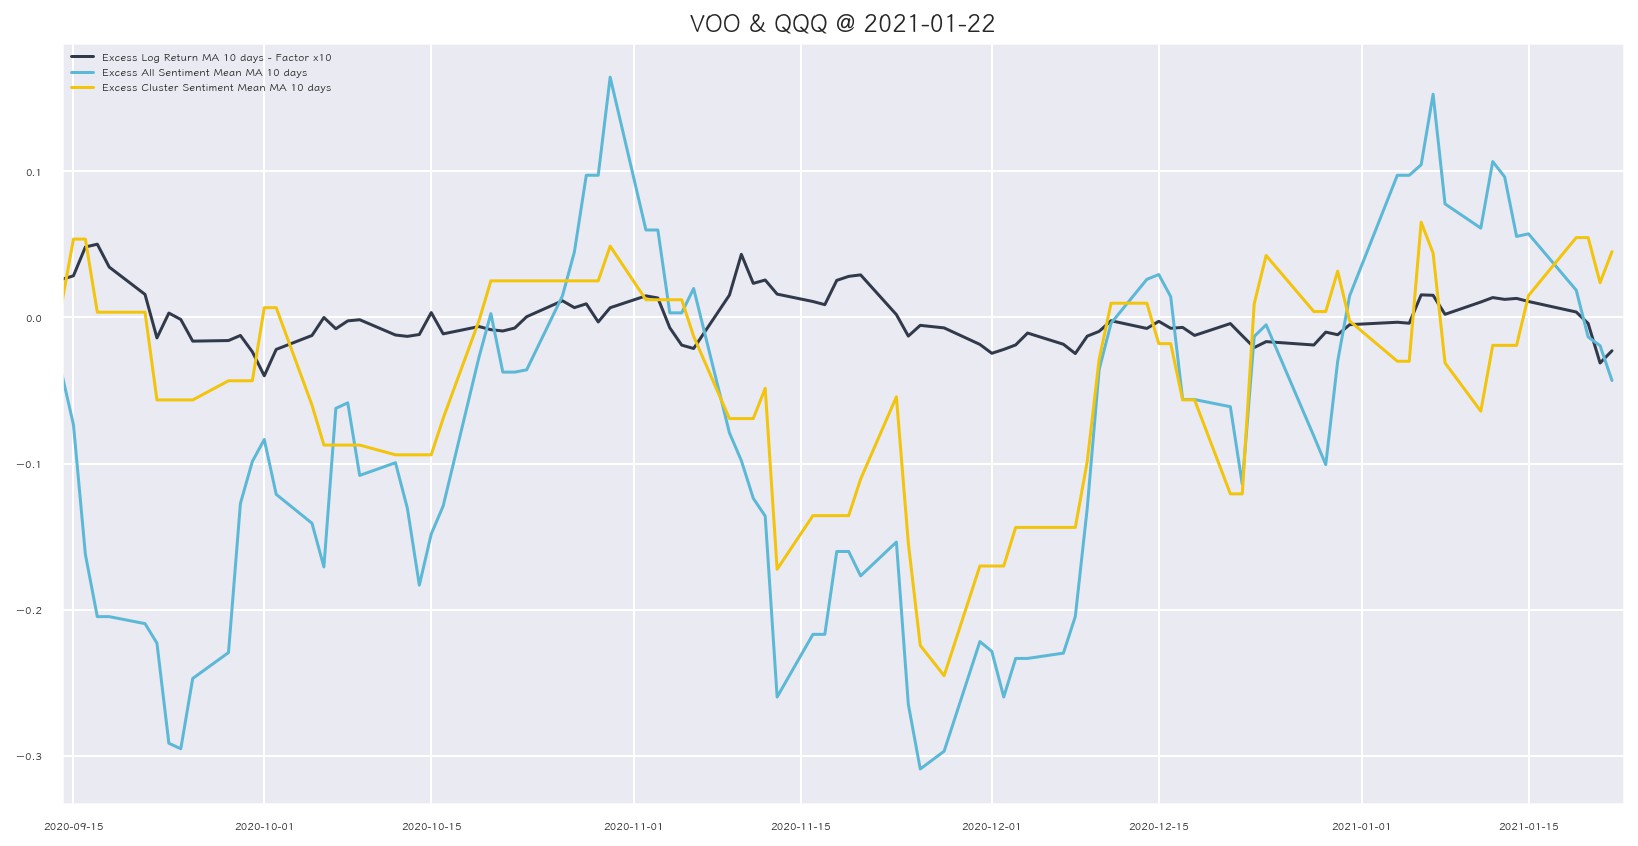 VOO & QQQ @ 2021-01-22
Excess Log Return MA 10 days - Factor x10
Excess All Sentiment Mean MA 10 days
Excess Cluster Sentiment Mean MA 10 days
0.1
0.0
−0.1
−0.2
−0.3
2020-09-15 2020-10-01 2020-10-15 2020-11-01 2020-11-15 2020-12-01 2020-12-15 2021-01-01 2021-01-15